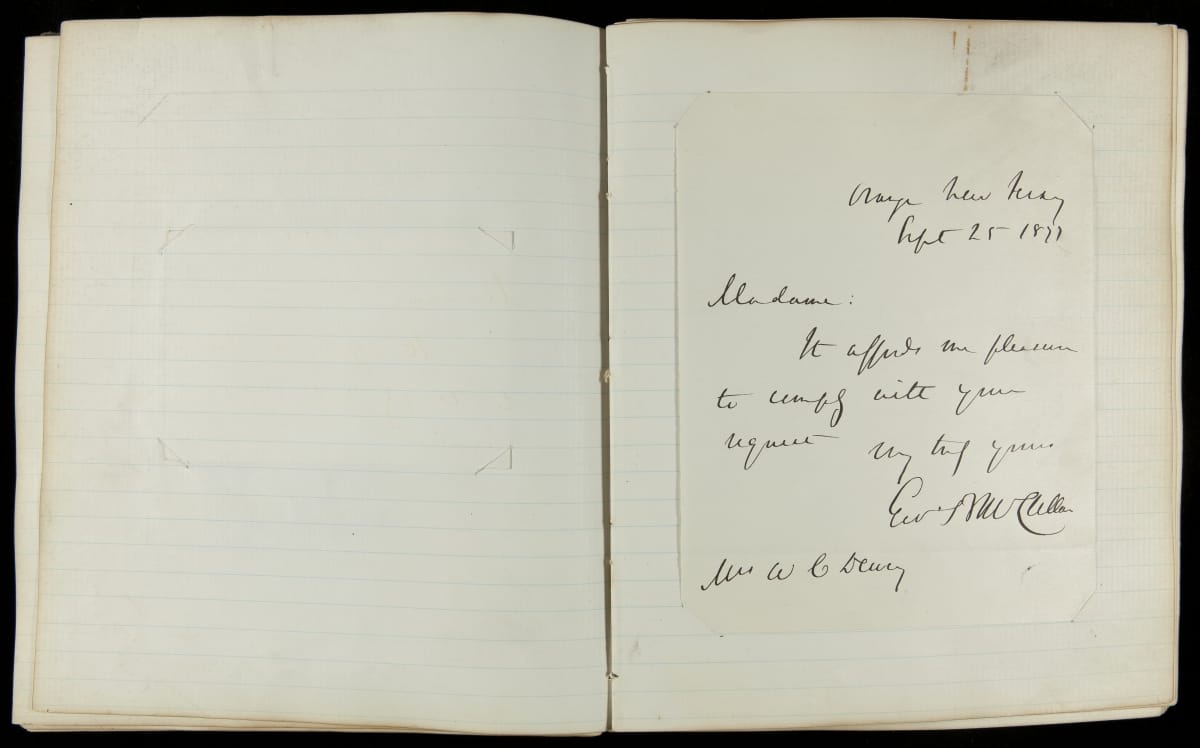 Orange New Jersey
Sept 25 1877
Madame:
It affords me pleasure
to comply with your
request
Very truly yours
Geo B McClellan
Mrs W C Dewey